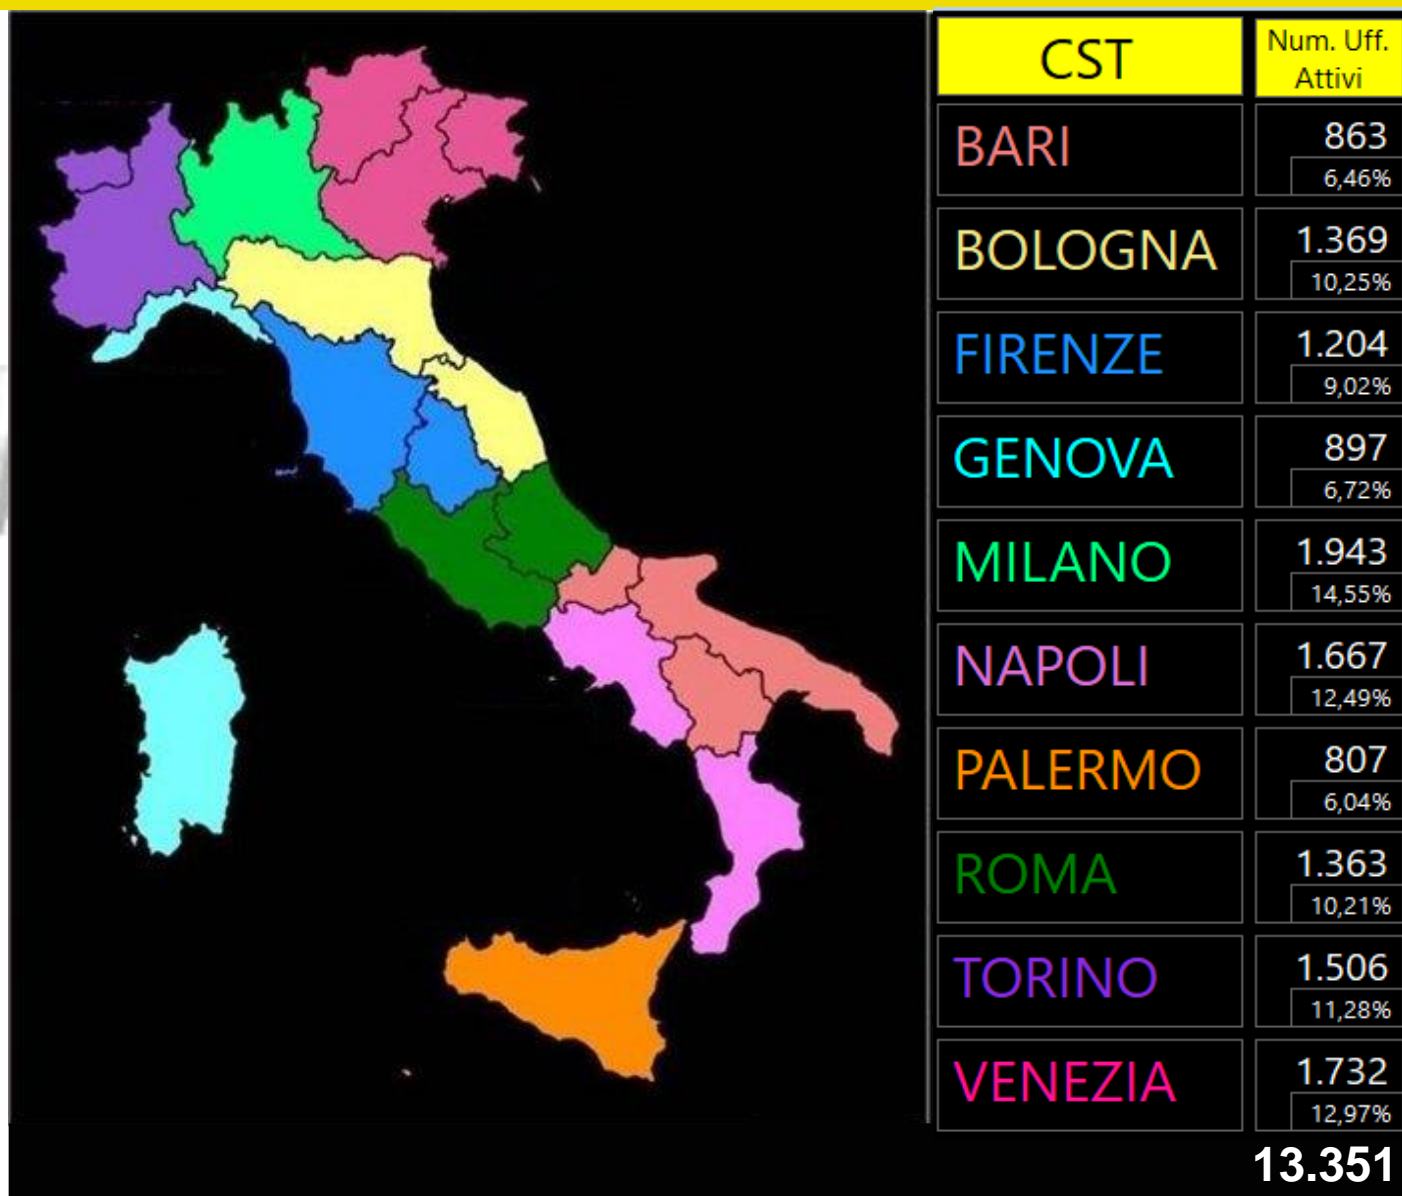 CST
Num. Uff.
Attivi
BARI
863
6,46%
BOLOGNA
1.369
10,25%
FIRENZE
1.204
9,02%
GENOVA
897
6,72%
MILANO
1.943
14,55%
NAPOLI
1.667
12,49%
PALERMO
807
6,04%
ROMA
1.363
10,21%
TORINO
1.506
11,28%
VENEZIA
1.732
12,97%
13.351